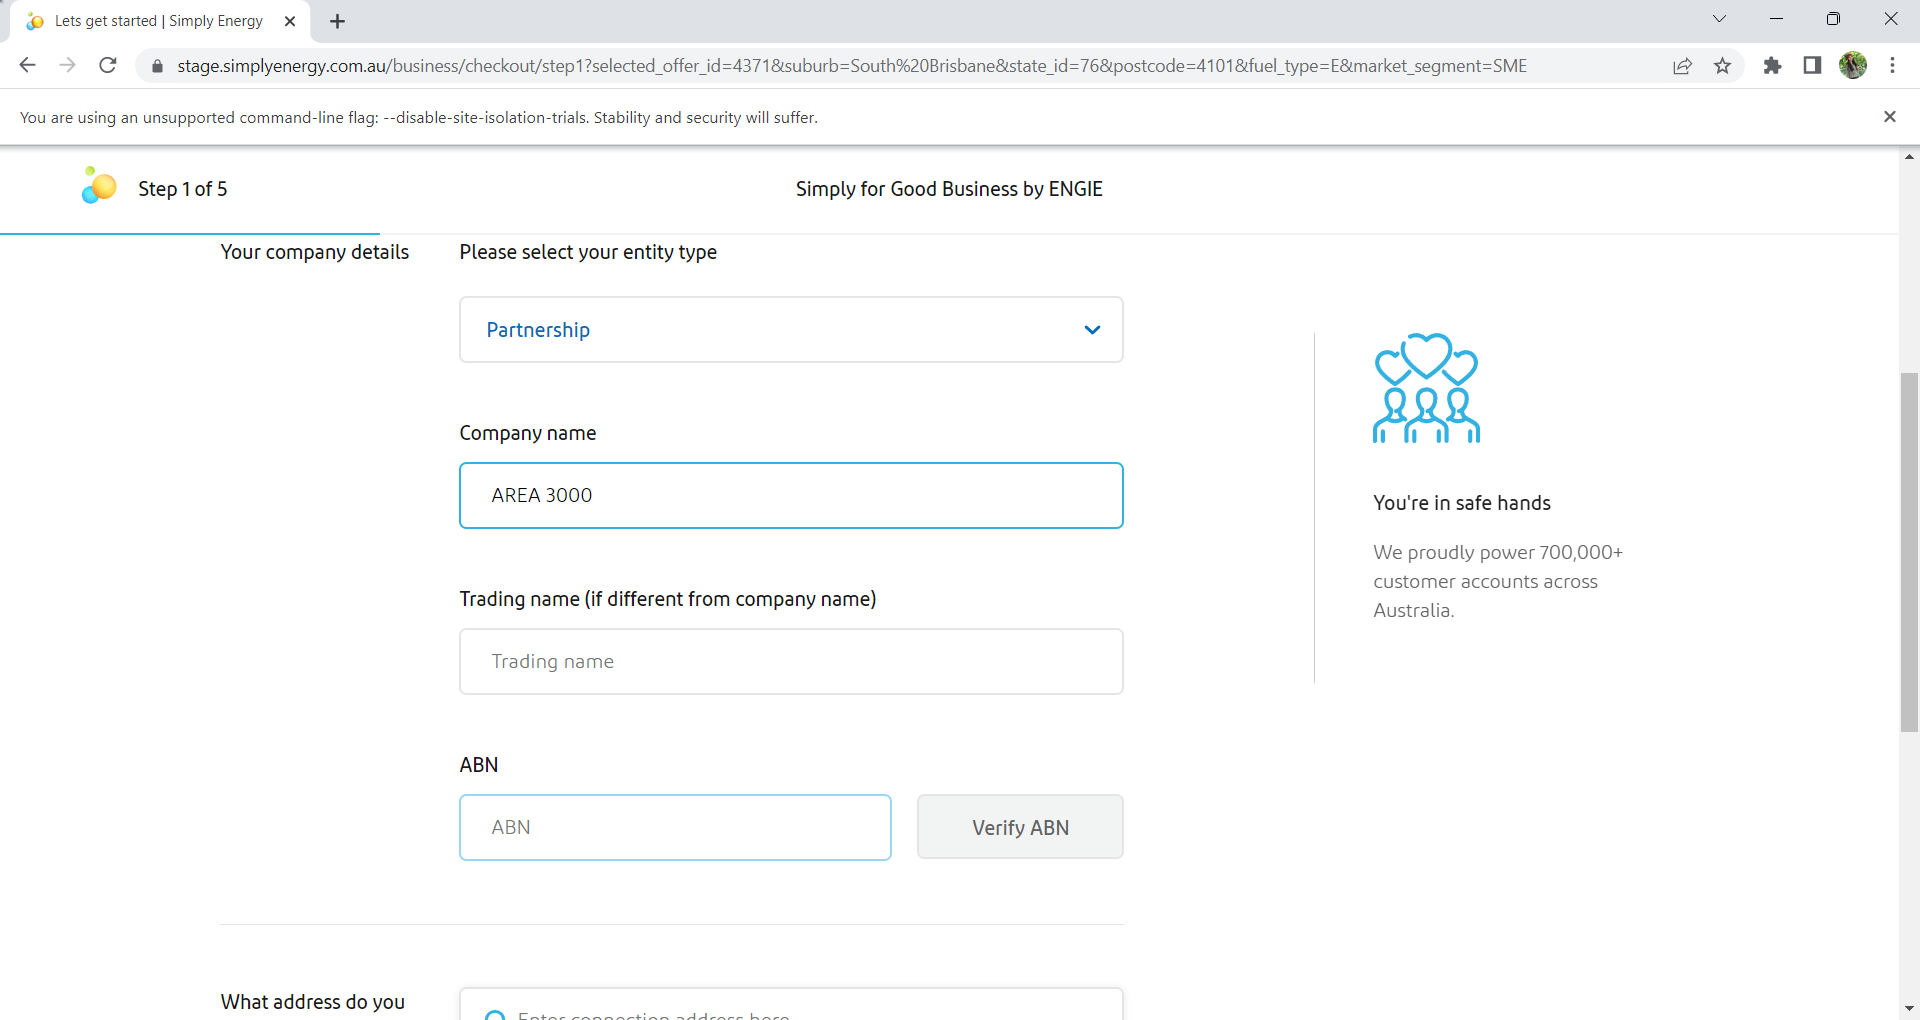 Lets get started | Simply Energy
stage.simplyenergy.com.au/business/checkout/step1?selected_offer_id=4371&suburb=South%20Brisbane&state_id=76&postcode=4101&fuel_type=E&market_segment=SME
You are using an unsupported command-line flag: --disable-site-isolation-trials. Stability and security will suffer.
Step 1 of 5
Simply for Good Business by ENGIE
Your company details
Please select your entity type
Partnership
Company name
AREA 3000
Trading name (if different from company name)
Trading name
ABN
ABN
Verify ABN
You're in safe hands
We proudly power 700,000+
customer accounts across
Australia.
What address do you
Enter connection address here